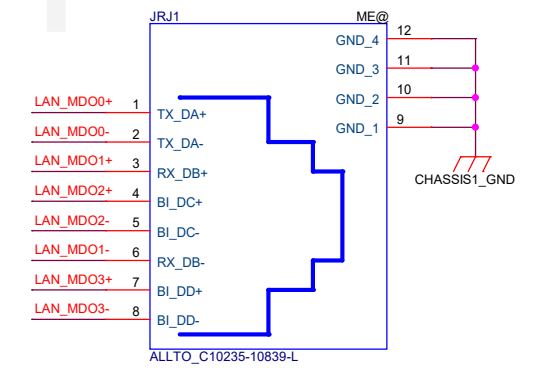 JRJ1 ME@
GND_4 12
GND_3 11
GND_2 10
GND_1 9
CHASSIS1_GND
LAN_MDO0+ 1 TX_DA+
LAN_MDO0- 2 TX_DA-
LAN_MDO1+ 3 RX_DB+
LAN_MDO2+ 4 BI_DC+
LAN_MDO2- 5 BI_DC-
LAN_MDO1- 6 RX_DB-
LAN_MDO3+ 7 BI_DD+
LAN_MDO3- 8 BI_DD-
ALLTO_C10235-10839-L